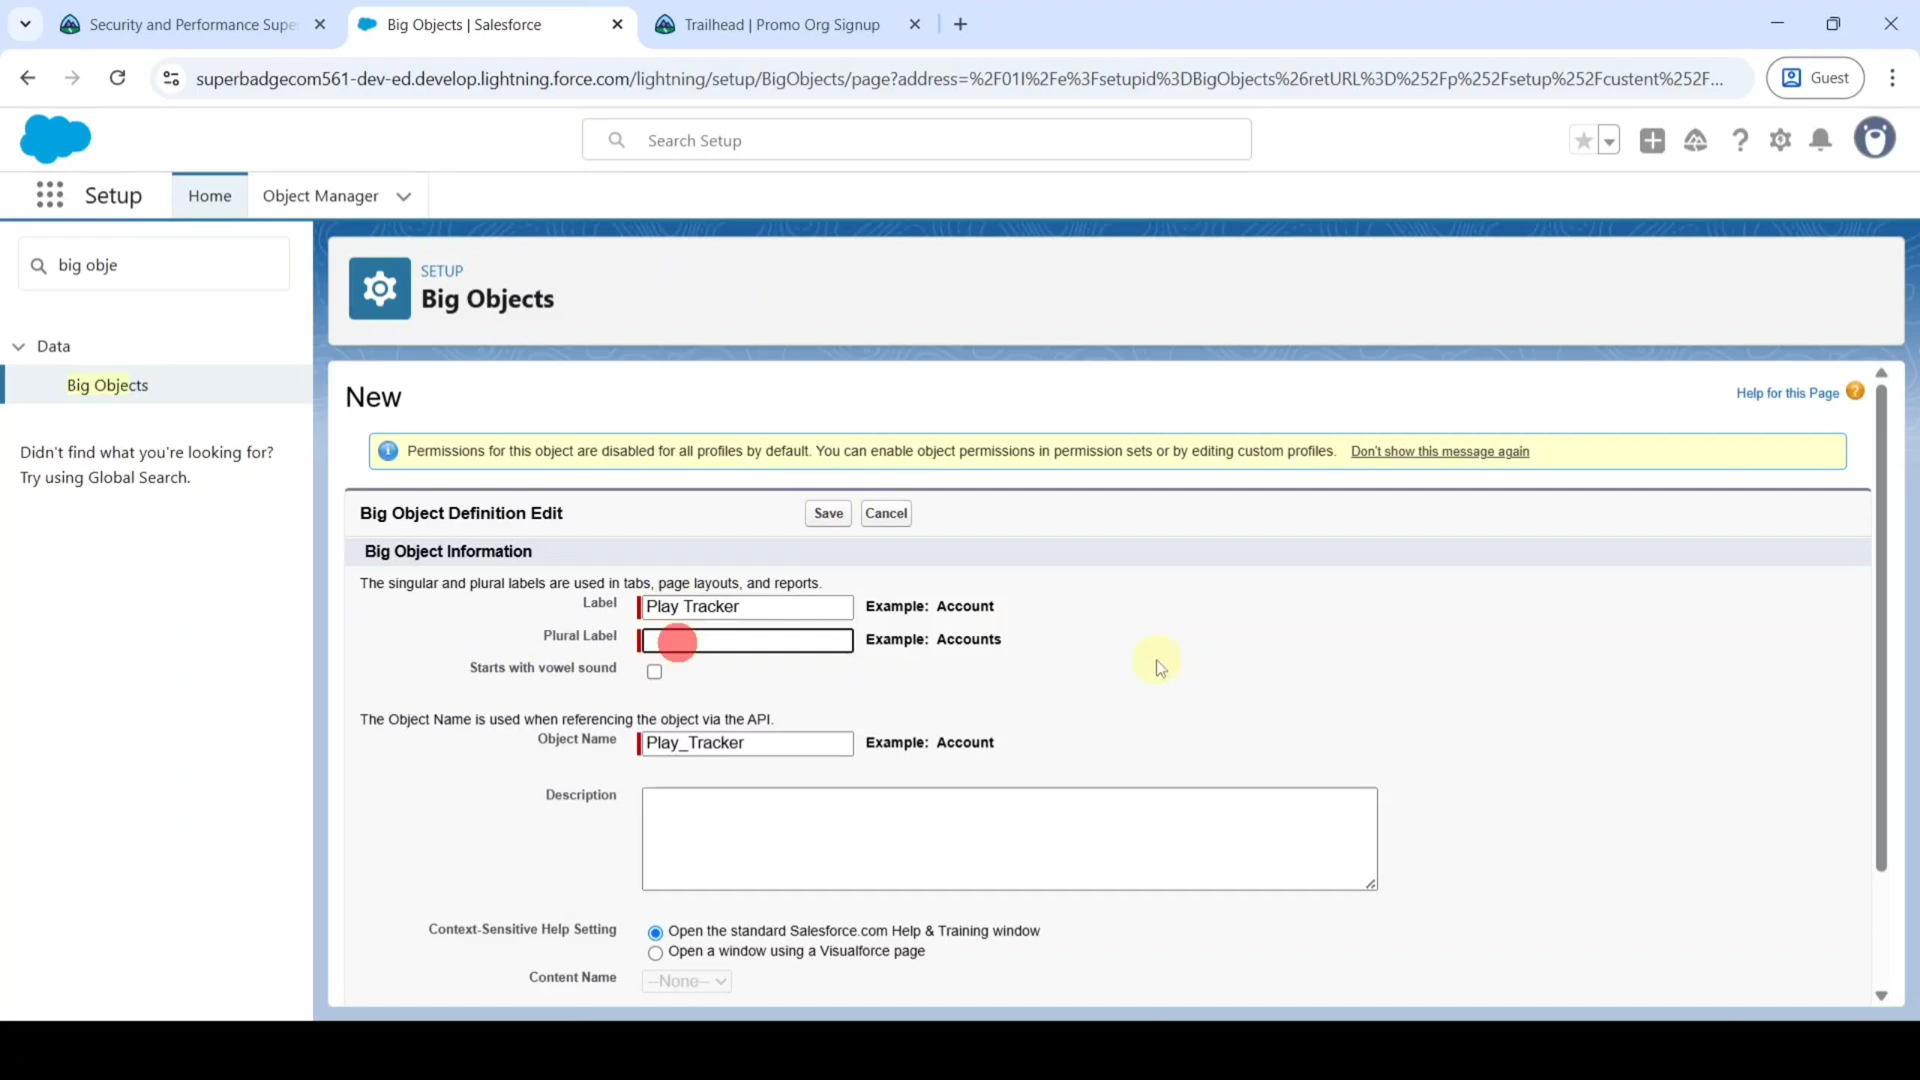 Security and Performance Supe
Big Objects | Salesforce
Trailhead | Promo Org Signup
superbadgecom561-dev-ed.develop.lightning.force.com/lightning/setup/BigObjects/page?address=%2F01I%2Fe%3Fsetupid%3DBigObjects%26retURL%3D%252Fp%252Fsetup%252Fcustent%252F...
Guest
Search Setup
Setup
Home
Object Manager
big obje
SETUP
Big Objects
Data
Big Objects
Didn't find what you're looking for?
Try using Global Search.
New
Help for this Page
Permissions for this object are disabled for all profiles by default. You can enable object permissions in permission sets or by editing custom profiles. Don't show this message again
Big Object Definition Edit
Save
Cancel
Big Object Information
The singular and plural labels are used in tabs, page layouts, and reports.
Label Play Tracker Example: Account
Plural Label Example: Accounts
Starts with vowel sound
The Object Name is used when referencing the object via the API.
Object Name Play_Tracker Example: Account
Description
Context-Sensitive Help Setting Open the standard Salesforce.com Help & Training window
Open a window using a Visualforce page
Content Name --None--